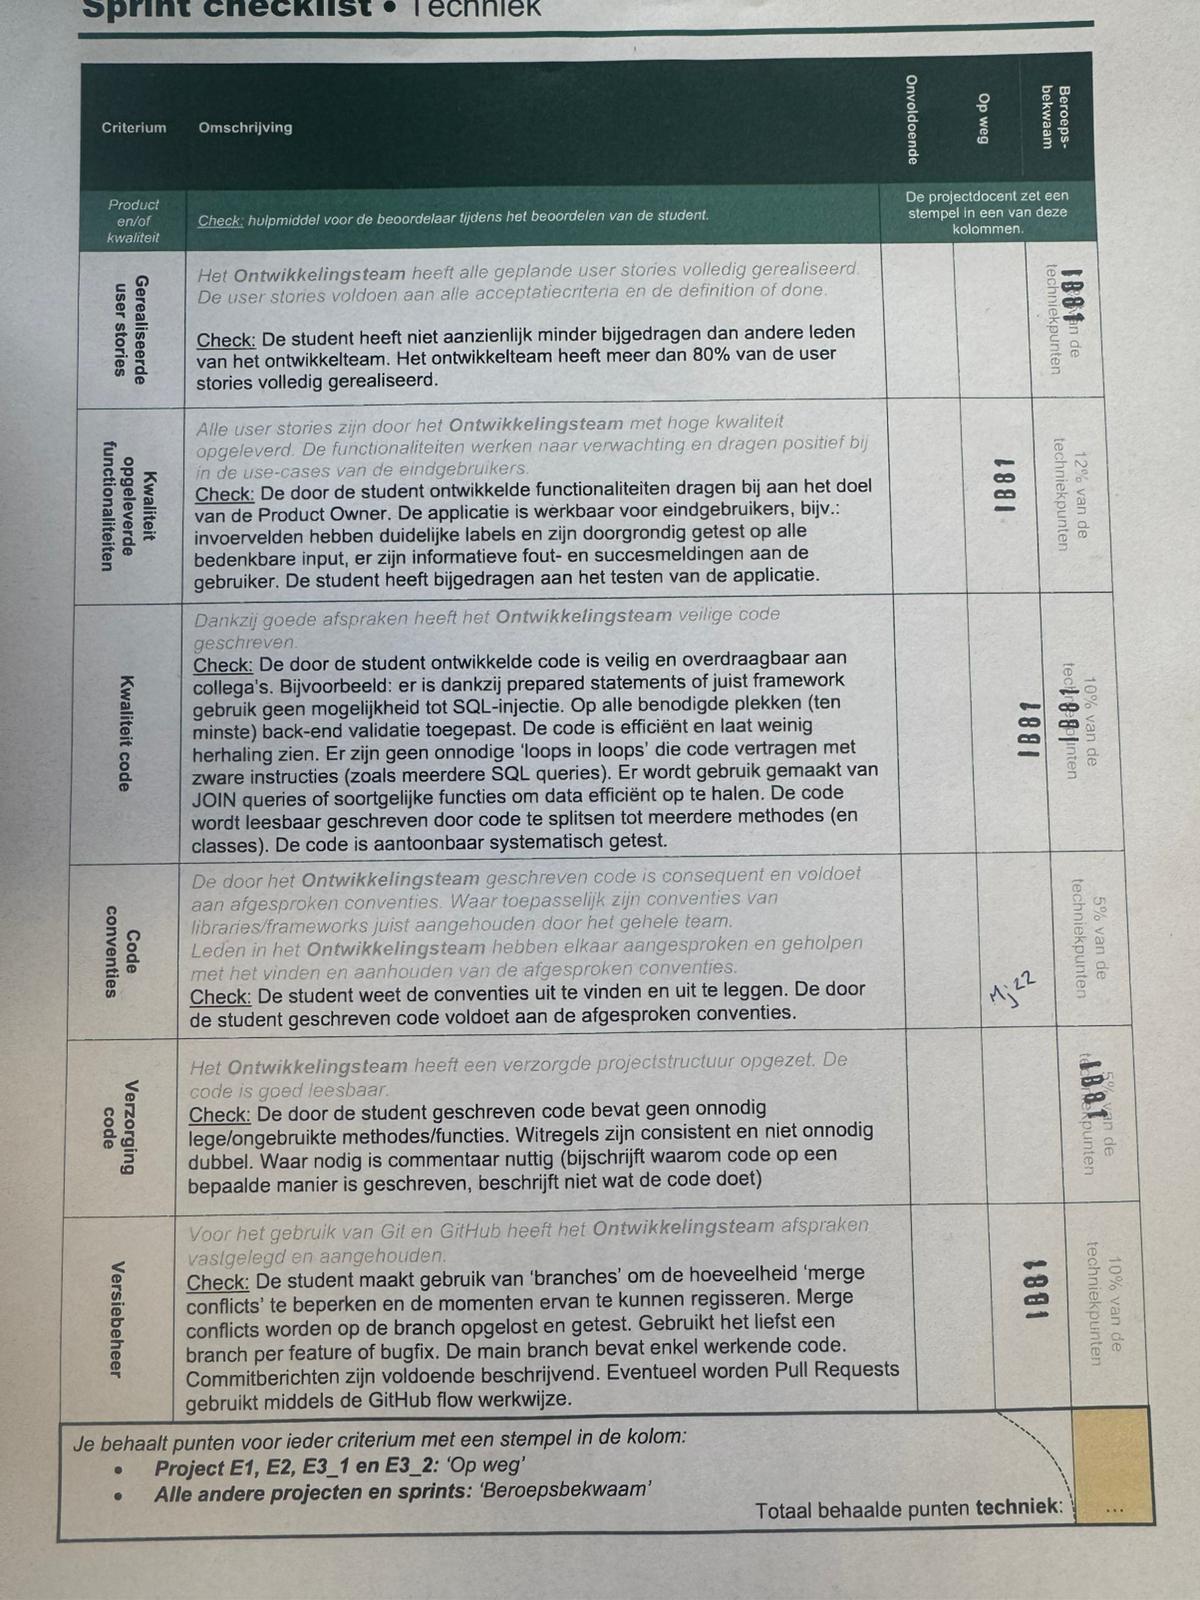 Sprint checklist • Techniek
Criterium
Omschrijving
Onvoldoende
Op weg
Beroeps-
bekwaam
Product
en/of
kwaliteit
Check: hulpmiddel voor de beoordelaar tijdens het beoordelen van de student.
De projectdocent zet een
stempel in een van deze
kolommen.
Gerealiseerde
user stories
Het Ontwikkelingsteam heeft alle geplande user stories volledig gerealiseerd.
De user stories voldoen aan alle acceptatiecriteria en de definition of done.
Check: De student heeft niet aanzienlijk minder bijgedragen dan andere leden
van het ontwikkelteam. Het ontwikkelteam heeft meer dan 80% van de user
stories volledig gerealiseerd.
van de
techniekpunten
1881
Kwaliteit
opgeleverde
functionaliteiten
Alle user stories zijn door het Ontwikkelingsteam met hoge kwaliteit
opgeleverd. De functionaliteiten werken naar verwachting en dragen positief bij
in de use-cases van de eindgebruikers.
Check: De door de student ontwikkelde functionaliteiten dragen bij aan het doel
van de Product Owner. De applicatie is werkbaar voor eindgebruikers, bijv.:
invoervelden hebben duidelijke labels en zijn doorgrondig getest op alle
bedenkbare input, er zijn informatieve fout- en succesmeldingen aan de
gebruiker. De student heeft bijgedragen aan het testen van de applicatie.
1881
12% van de
techniekpunten
Kwaliteit code
Dankzij goede afspraken heeft het Ontwikkelingsteam veilige code
geschreven.
Check: De door de student ontwikkelde code is veilig en overdraagbaar aan
collega's. Bijvoorbeeld: er is dankzij prepared statements of juist framework
gebruik geen mogelijkheid tot SQL-injectie. Op alle benodigde plekken (ten
minste) back-end validatie toegepast. De code is efficiënt en laat weinig
herhaling zien. Er zijn geen onnodige 'loops in loops' die code vertragen met
zware instructies (zoals meerdere SQL queries). Er wordt gebruik gemaakt van
JOIN queries of soortgelijke functies om data efficiënt op te halen. De code
wordt leesbaar geschreven door code te splitsen tot meerdere methodes (en
classes). De code is aantoonbaar systematisch getest.
1881
10% van de
techniekpunten
1881
Code
conventies
De door het Ontwikkelingsteam geschreven code is consequent en voldoet
aan afgesproken conventies. Waar toepasselijk zijn conventies van
libraries/frameworks juist aangehouden door het gehele team.
Leden in het Ontwikkelingsteam hebben elkaar aangesproken en geholpen
met het vinden en aanhouden van de afgesproken conventies.
Check: De student weet de conventies uit te vinden en uit te leggen. De door
de student geschreven code voldoet aan de afgesproken conventies.
5% van de
techniekpunten
Verzorging
code
Het Ontwikkelingsteam heeft een verzorgde projectstructuur opgezet. De
code is goed leesbaar.
Check: De door de student geschreven code bevat geen onnodig
lege/ongebruikte methodes/functies. Witregels zijn consistent en niet onnodig
dubbel. Waar nodig is commentaar nuttig (bijschrift waarom code op een
bepaalde manier is geschreven, beschrijft niet wat de code doet)
5% van de
techniekpunten
1881
Versiebeheer
Voor het gebruik van Git en GitHub heeft het Ontwikkelingsteam afspraken
vastgelegd en aangehouden.
Check: De student maakt gebruik van 'branches' om de hoeveelheid 'merge
conflicts' te beperken en de momenten ervan te kunnen regisseren. Merge
conflicts worden op de branch opgelost en getest. Gebruikt het liefst een
branch per feature of bugfix. De main branch bevat enkel werkende code.
Commitberichten zijn voldoende beschrijvend. Eventueel worden Pull Requests
gebruikt middels de GitHub flow werkwijze.
1881
10% van de
techniekpunten
Je behaalt punten voor ieder criterium met een stempel in de kolom:
• Project E1, E2, E3_1 en E3_2: 'Op weg'
• Alle andere projecten en sprints: 'Beroepsbekwaam'
Totaal behaalde punten techniek:
...